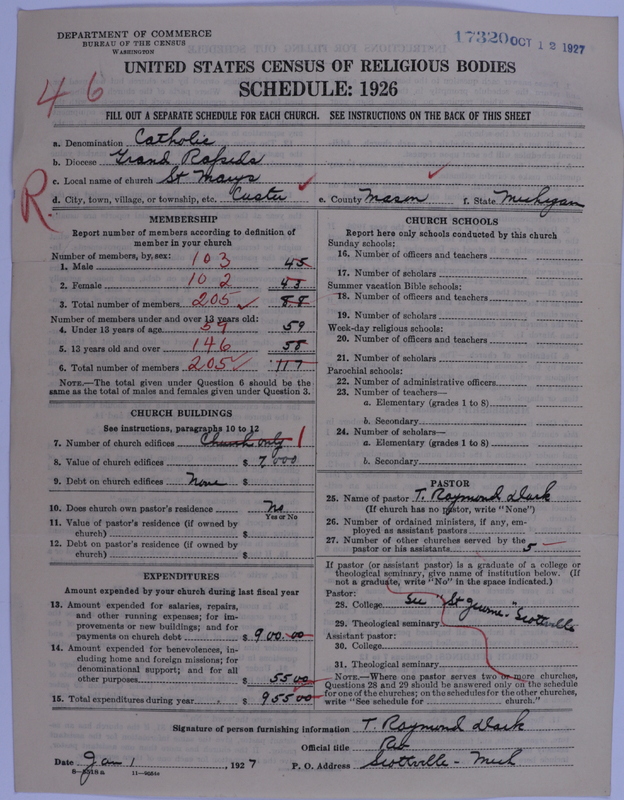 DEPARTMENT OF COMMERCE
BUREAU OF THE CENSUS
WASHINGTON
17320 OCT 12 1927
UNITED STATES CENSUS OF RELIGIOUS BODIES
SCHEDULE: 1926
46
FILL OUT A SEPARATE SCHEDULE FOR EACH CHURCH. SEE INSTRUCTIONS ON THE BACK OF THIS SHEET
a. Denomination Catholic
b. Diocese Grand Rapids
c. Local name of church St Marys
R.
d. City, town, village, or township, etc. Custer e. County Mason f. State Michigan
MEMBERSHIP
Report number of members according to definition of
member in your church
Number of members, by sex:
1. Male 103 45
2. Female 102 43
3. Total number of members 205 88
Number of members under and over 13 years old:
4. Under 13 years of age 59 59
5. 13 years old and over 146 58
6. Total number of members 205 117
NOTE.—The total given under Question 6 should be
same as the total of males and females given under Question 3.
CHURCH BUILDINGS
See instructions, paragraphs 10 to 12
7. Number of church edifices Church only 1
8. Value of church edifices $ 7000
9. Debt on church edifices None $
10. Does church own pastor's residence No
Yes or No
11. Value of pastor's residence (if owned by
church) $
12. Debt on pastor's residence (if owned by
church) $
EXPENDITURES
Amount expended by your church during last fiscal year
13. Amount expended for salaries, repairs,
and other running expenses; for im-
provements or new buildings; and for
payments on church debt $ 900.00
14. Amount expended for benevolences, in-
cluding home and foreign missions; for
denominational support; and for all
other purposes $ 55 00
15. Total expenditures during year $ 955 00
CHURCH SCHOOLS
Report here only schools conducted by this church
Sunday schools:
16. Number of officers and teachers
17. Number of scholars
Summer vacation Bible schools:
18. Number of officers and teachers
19. Number of scholars
Week-day religious schools:
20. Number of officers and teachers
21. Number of scholars
Parochial schools:
22. Number of administrative officers
23. Number of teachers—
a. Elementary (grades 1 to 8)
b. Secondary
24. Number of scholars—
a. Elementary (grades 1 to 8)
b. Secondary
PASTOR
25. Name of pastor T. Raymond Dark
(If church has no pastor, write "None")
26. Number of ordained ministers, if any, em-
ployed as assistant pastors
27. Number of other churches served by the
pastor or his assistants 5
If pastor (or assistant pastor) is a graduate of a college or
theological seminary, give name of institution below. (If
not a graduate, write "No" in the space indicated.)
Pastor:
28. College See "St Jerome" Scottville
29. Theological seminary
Assistant pastor:
30. College
31. Theological seminary
NOTE.—Where one pastor serves two or more churches,
Questions 28 and 29 should be answered only on the schedule
for one of the churches; on the schedules for the other churches,
write "See schedule for church."
Signature of person furnishing information T. Raymond Dark
Official title Rev
Date Jan 1, 1927 P. O. Address Scottville - Mich
8-5318a 11-9684a